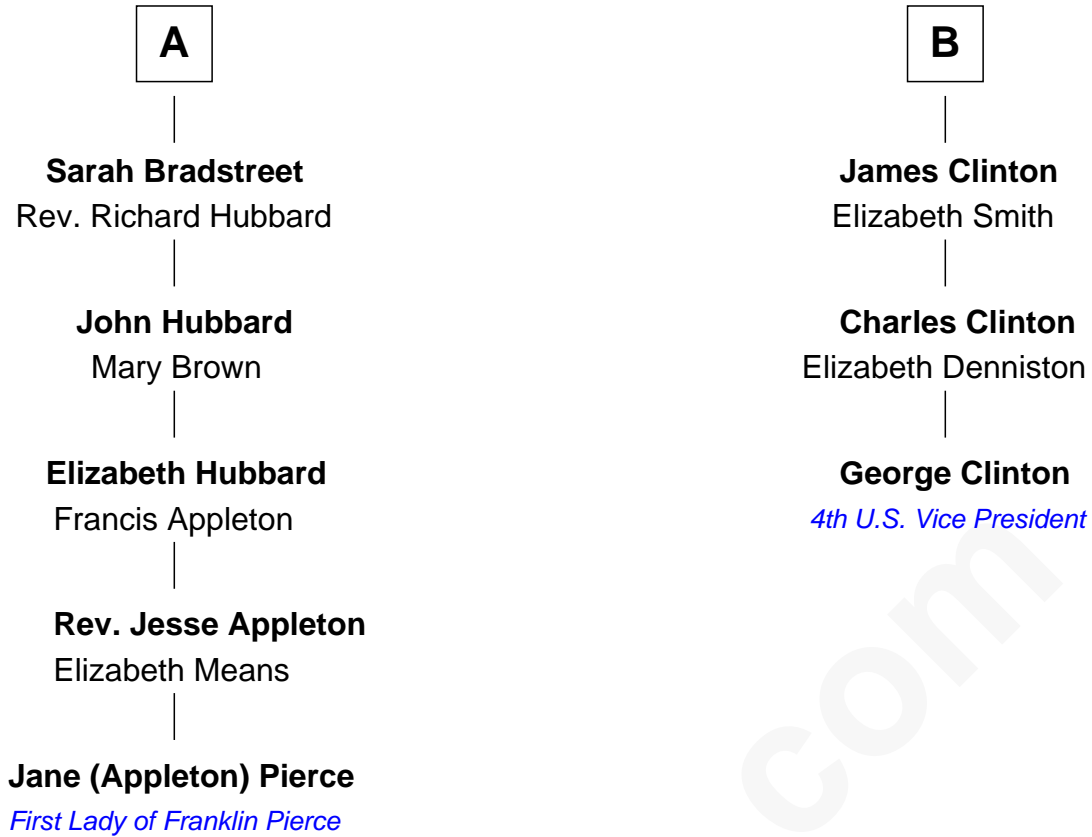 A
Sarah Bradstreet
Rev. Richard Hubbard
John Hubbard
Mary Brown
Elizabeth Hubbard
Francis Appleton
Rev. Jesse Appleton
Elizabeth Means
Jane (Appleton) Pierce
First Lady of Franklin Pierce
B
James Clinton
Elizabeth Smith
Charles Clinton
Elizabeth Denniston
George Clinton
4th U.S. Vice President
com